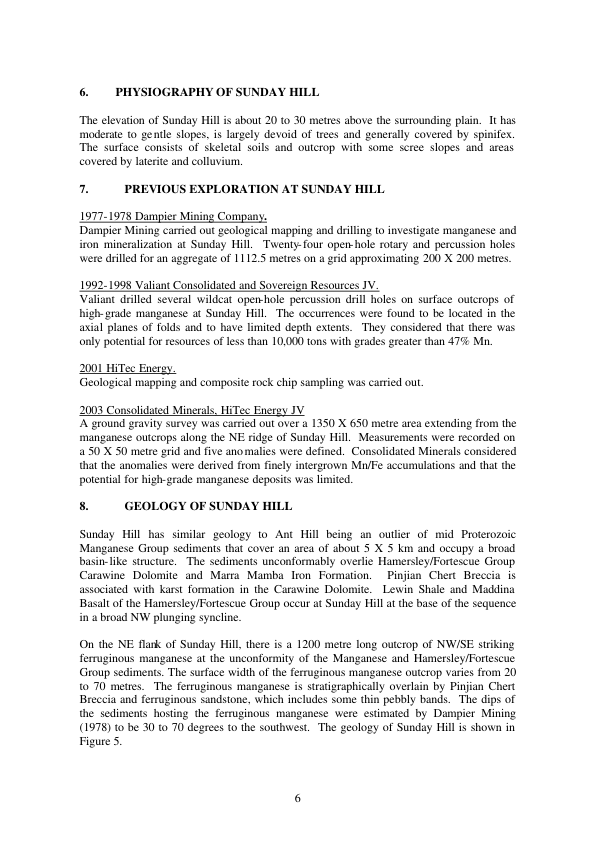 6. PHYSIOGRAPHY OF SUNDAY HILL
The elevation of Sunday Hill is about 20 to 30 metres above the surrounding plain. It has
moderate to gentle slopes, is largely devoid of trees and generally covered by spinifex.
The surface consists of skeletal soils and outcrop with some scree slopes and areas
covered by laterite and colluvium.
7. PREVIOUS EXPLORATION AT SUNDAY HILL
1977-1978 Dampier Mining Company.
Dampier Mining carried out geological mapping and drilling to investigate manganese and
iron mineralization at Sunday Hill. Twenty-four open-hole rotary and percussion holes
were drilled for an aggregate of 1112.5 metres on a grid approximating 200 X 200 metres.
1992-1998 Valiant Consolidated and Sovereign Resources JV.
Valiant drilled several wildcat open-hole percussion drill holes on surface outcrops of
high-grade manganese at Sunday Hill. The occurrences were found to be located in the
axial planes of folds and to have limited depth extents. They considered that there was
only potential for resources of less than 10,000 tons with grades greater than 47% Mn.
2001 HiTec Energy.
Geological mapping and composite rock chip sampling was carried out.
2003 Consolidated Minerals, HiTec Energy JV
A ground gravity survey was carried out over a 1350 X 650 metre area extending from the
manganese outcrops along the NE ridge of Sunday Hill. Measurements were recorded on
a 50 X 50 metre grid and five anomalies were defined. Consolidated Minerals considered
that the anomalies were derived from finely intergrown Mn/Fe accumulations and that the
potential for high-grade manganese deposits was limited.
8. GEOLOGY OF SUNDAY HILL
Sunday Hill has similar geology to Ant Hill being an outlier of mid Proterozoic
Manganese Group sediments that cover an area of about 5 X 5 km and occupy a broad
basin-like structure. The sediments unconformably overlie Hamersley/Fortescue Group
Carawine Dolomite and Marra Mamba Iron Formation. Pinjian Chert Breccia is
associated with karst formation in the Carawine Dolomite. Lewin Shale and Maddina
Basalt of the Hamersley/Fortescue Group occur at Sunday Hill at the base of the sequence
in a broad NW plunging syncline.
On the NE flank of Sunday Hill, there is a 1200 metre long outcrop of NW/SE striking
ferruginous manganese at the unconformity of the Manganese and Hamersley/Fortescue
Group sediments. The surface width of the ferruginous manganese outcrop varies from 20
to 70 metres. The ferruginous manganese is stratigraphically overlain by Pinjian Chert
Breccia and ferruginous sandstone, which includes some thin pebbly bands. The dips of
the sediments hosting the ferruginous manganese were estimated by Dampier Mining
(1978) to be 30 to 70 degrees to the southwest. The geology of Sunday Hill is shown in
Figure 5.
6